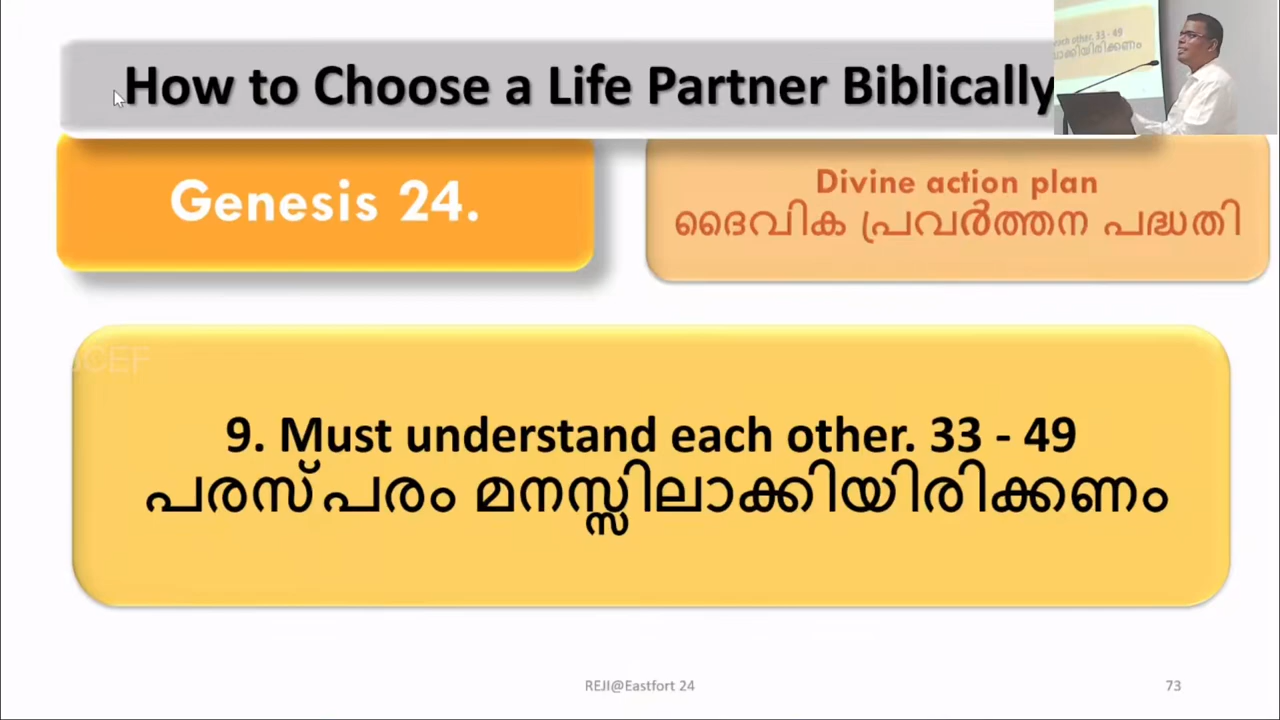 How to Choose a Life Partner Biblically
Genesis 24.
Divine action plan
ദൈവിക പ്രവർത്തന പദ്ധതി
9. Must understand each other. 33 - 49
പരസ്പരം മനസ്സിലാക്കിയിരിക്കണം
REJI@Eastfort 24
73